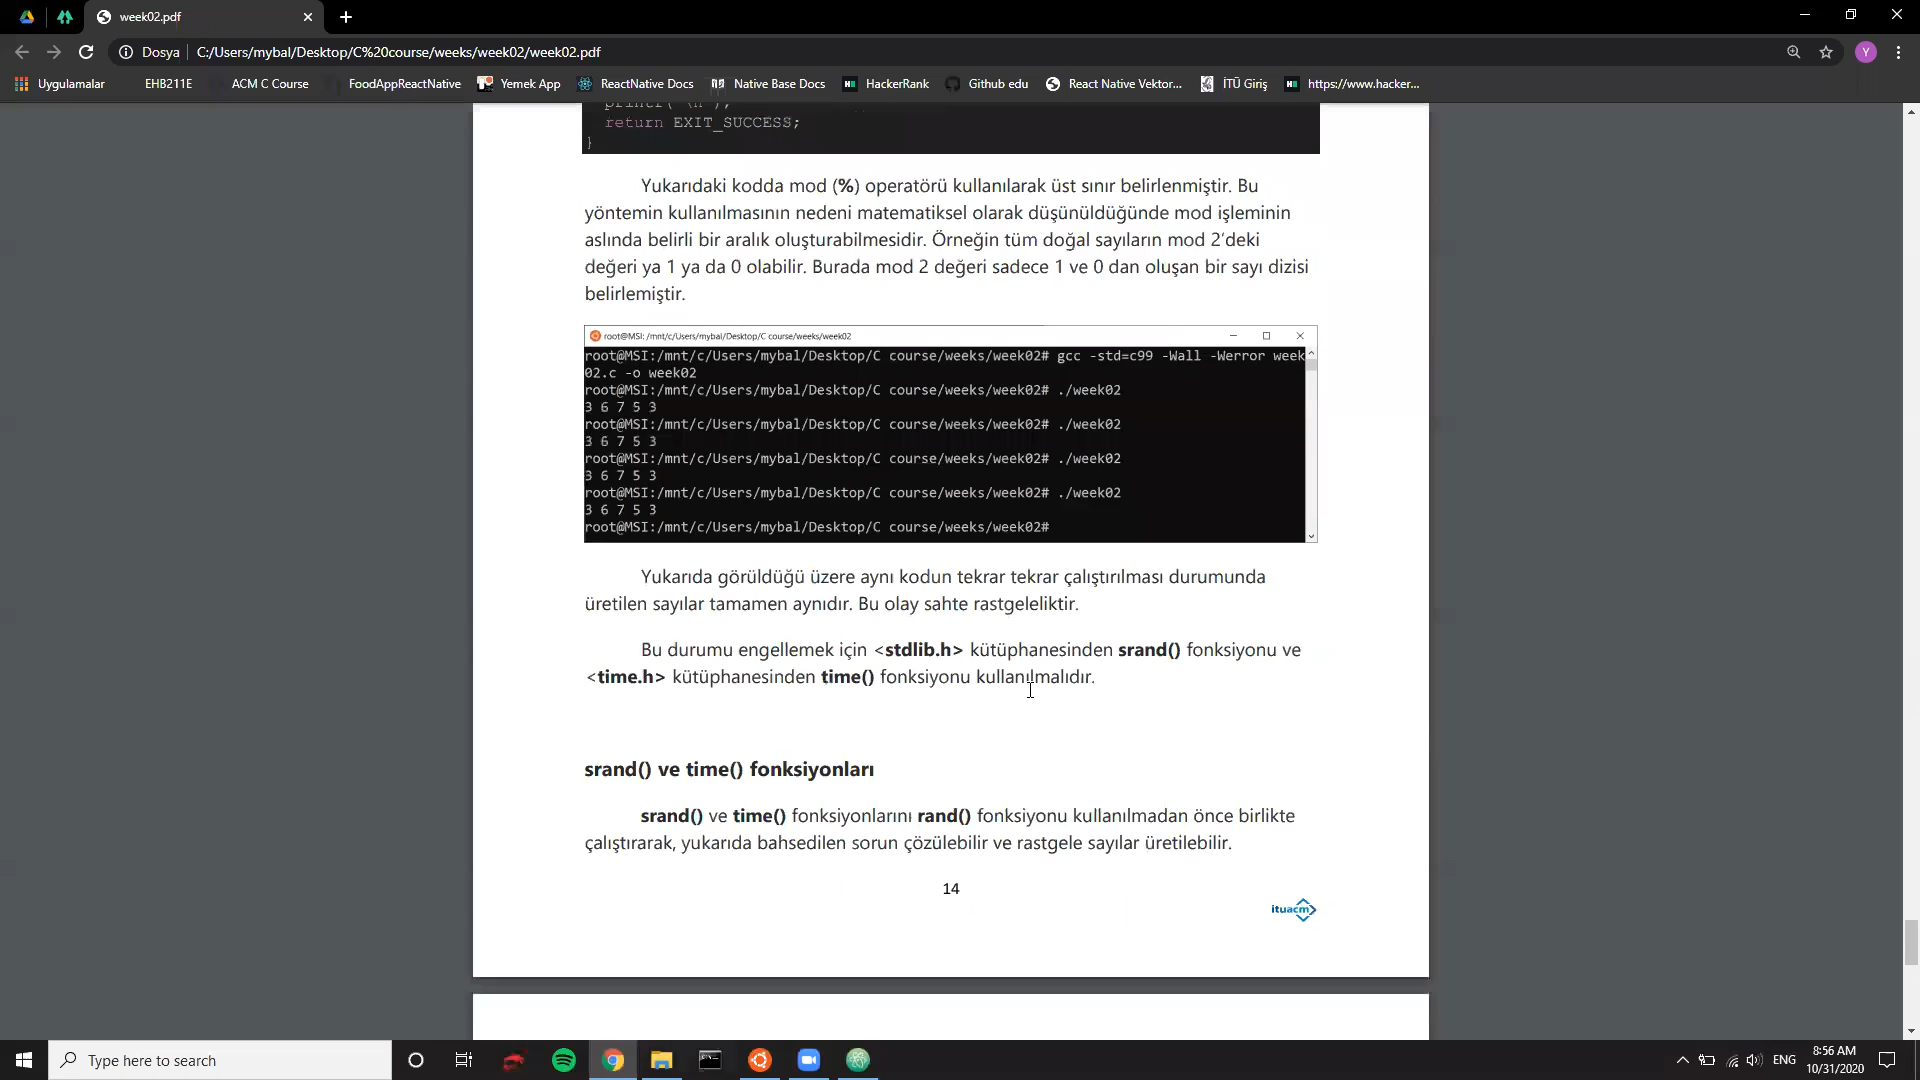 week02.pdf
Dosya
C:/Users/mybal/Desktop/C%20course/weeks/week02/week02.pdf
Y
Uygulamalar
EHB211E
ACM C Course
FoodAppReactNative
Yemek App
ReactNative Docs
Native Base Docs
HackerRank
Github edu
React Native Vektor...
İTÜ Giriş
https://www.hacker...
return EXIT_SUCCESS;
}
Yukarıdaki kodda mod (%) operatörü kullanılarak üst sınır belirlenmiştir. Bu
yöntemin kullanılmasının nedeni matematiksel olarak düşünüldüğünde mod işleminin
aslında belirli bir aralık oluşturabilmesidir. Örneğin tüm doğal sayıların mod 2'deki
değeri ya 1 ya da 0 olabilir. Burada mod 2 değeri sadece 1 ve 0 dan oluşan bir sayı dizisi
belirlemiştir.
root@MSI: /mnt/c/Users/mybal/Desktop/C course/weeks/week02
root@MSI:/mnt/c/Users/mybal/Desktop/C course/weeks/week02# gcc -std=c99 -Wall -Werror week
02.c -o week02
root@MSI:/mnt/c/Users/mybal/Desktop/C course/weeks/week02# ./week02
3 6 7 5 3
root@MSI:/mnt/c/Users/mybal/Desktop/C course/weeks/week02# ./week02
3 6 7 5 3
root@MSI:/mnt/c/Users/mybal/Desktop/C course/weeks/week02# ./week02
3 6 7 5 3
root@MSI:/mnt/c/Users/mybal/Desktop/C course/weeks/week02# ./week02
3 6 7 5 3
root@MSI:/mnt/c/Users/mybal/Desktop/C course/weeks/week02#
Yukarıda görüldüğü üzere aynı kodun tekrar tekrar çalıştırılması durumunda
üretilen sayılar tamamen aynıdır. Bu olay sahte rastgeleliktir.
Bu durumu engellemek için <stdlib.h> kütüphanesinden srand() fonksiyonu ve
<time.h> kütüphanesinden time() fonksiyonu kullanılmalıdır.
srand() ve time() fonksiyonları
srand() ve time() fonksiyonlarını rand() fonksiyonu kullanılmadan önce birlikte
çalıştırarak, yukarıda bahsedilen sorun çözülebilir ve rastgele sayılar üretilebilir.
14
ituacm
Type here to search
ENG
8:56 AM
10/31/2020